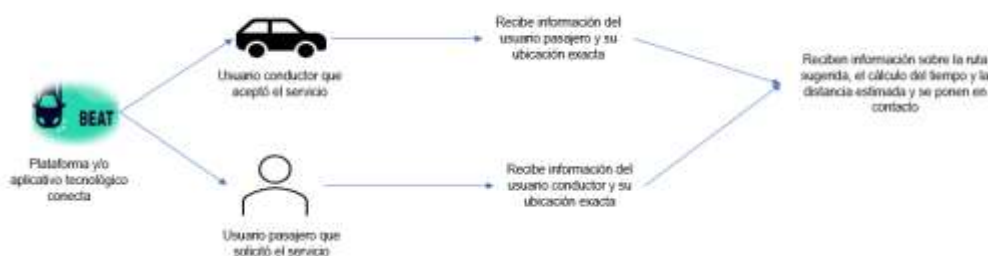 BEAT
Plataforma y/o
aplicativo tecnológico
conecta
Usuario conductor que
aceptó el servicio
Recibe información del
usuario pasajero y su
ubicación exacta
Usuario pasajero que
solicitó el servicio
Recibe información del
usuario conductor y su
ubicación exacta
Reciben información sobre la ruta
sugerida, el cálculo del tiempo y la
distancia estimada y se ponen en
contacto